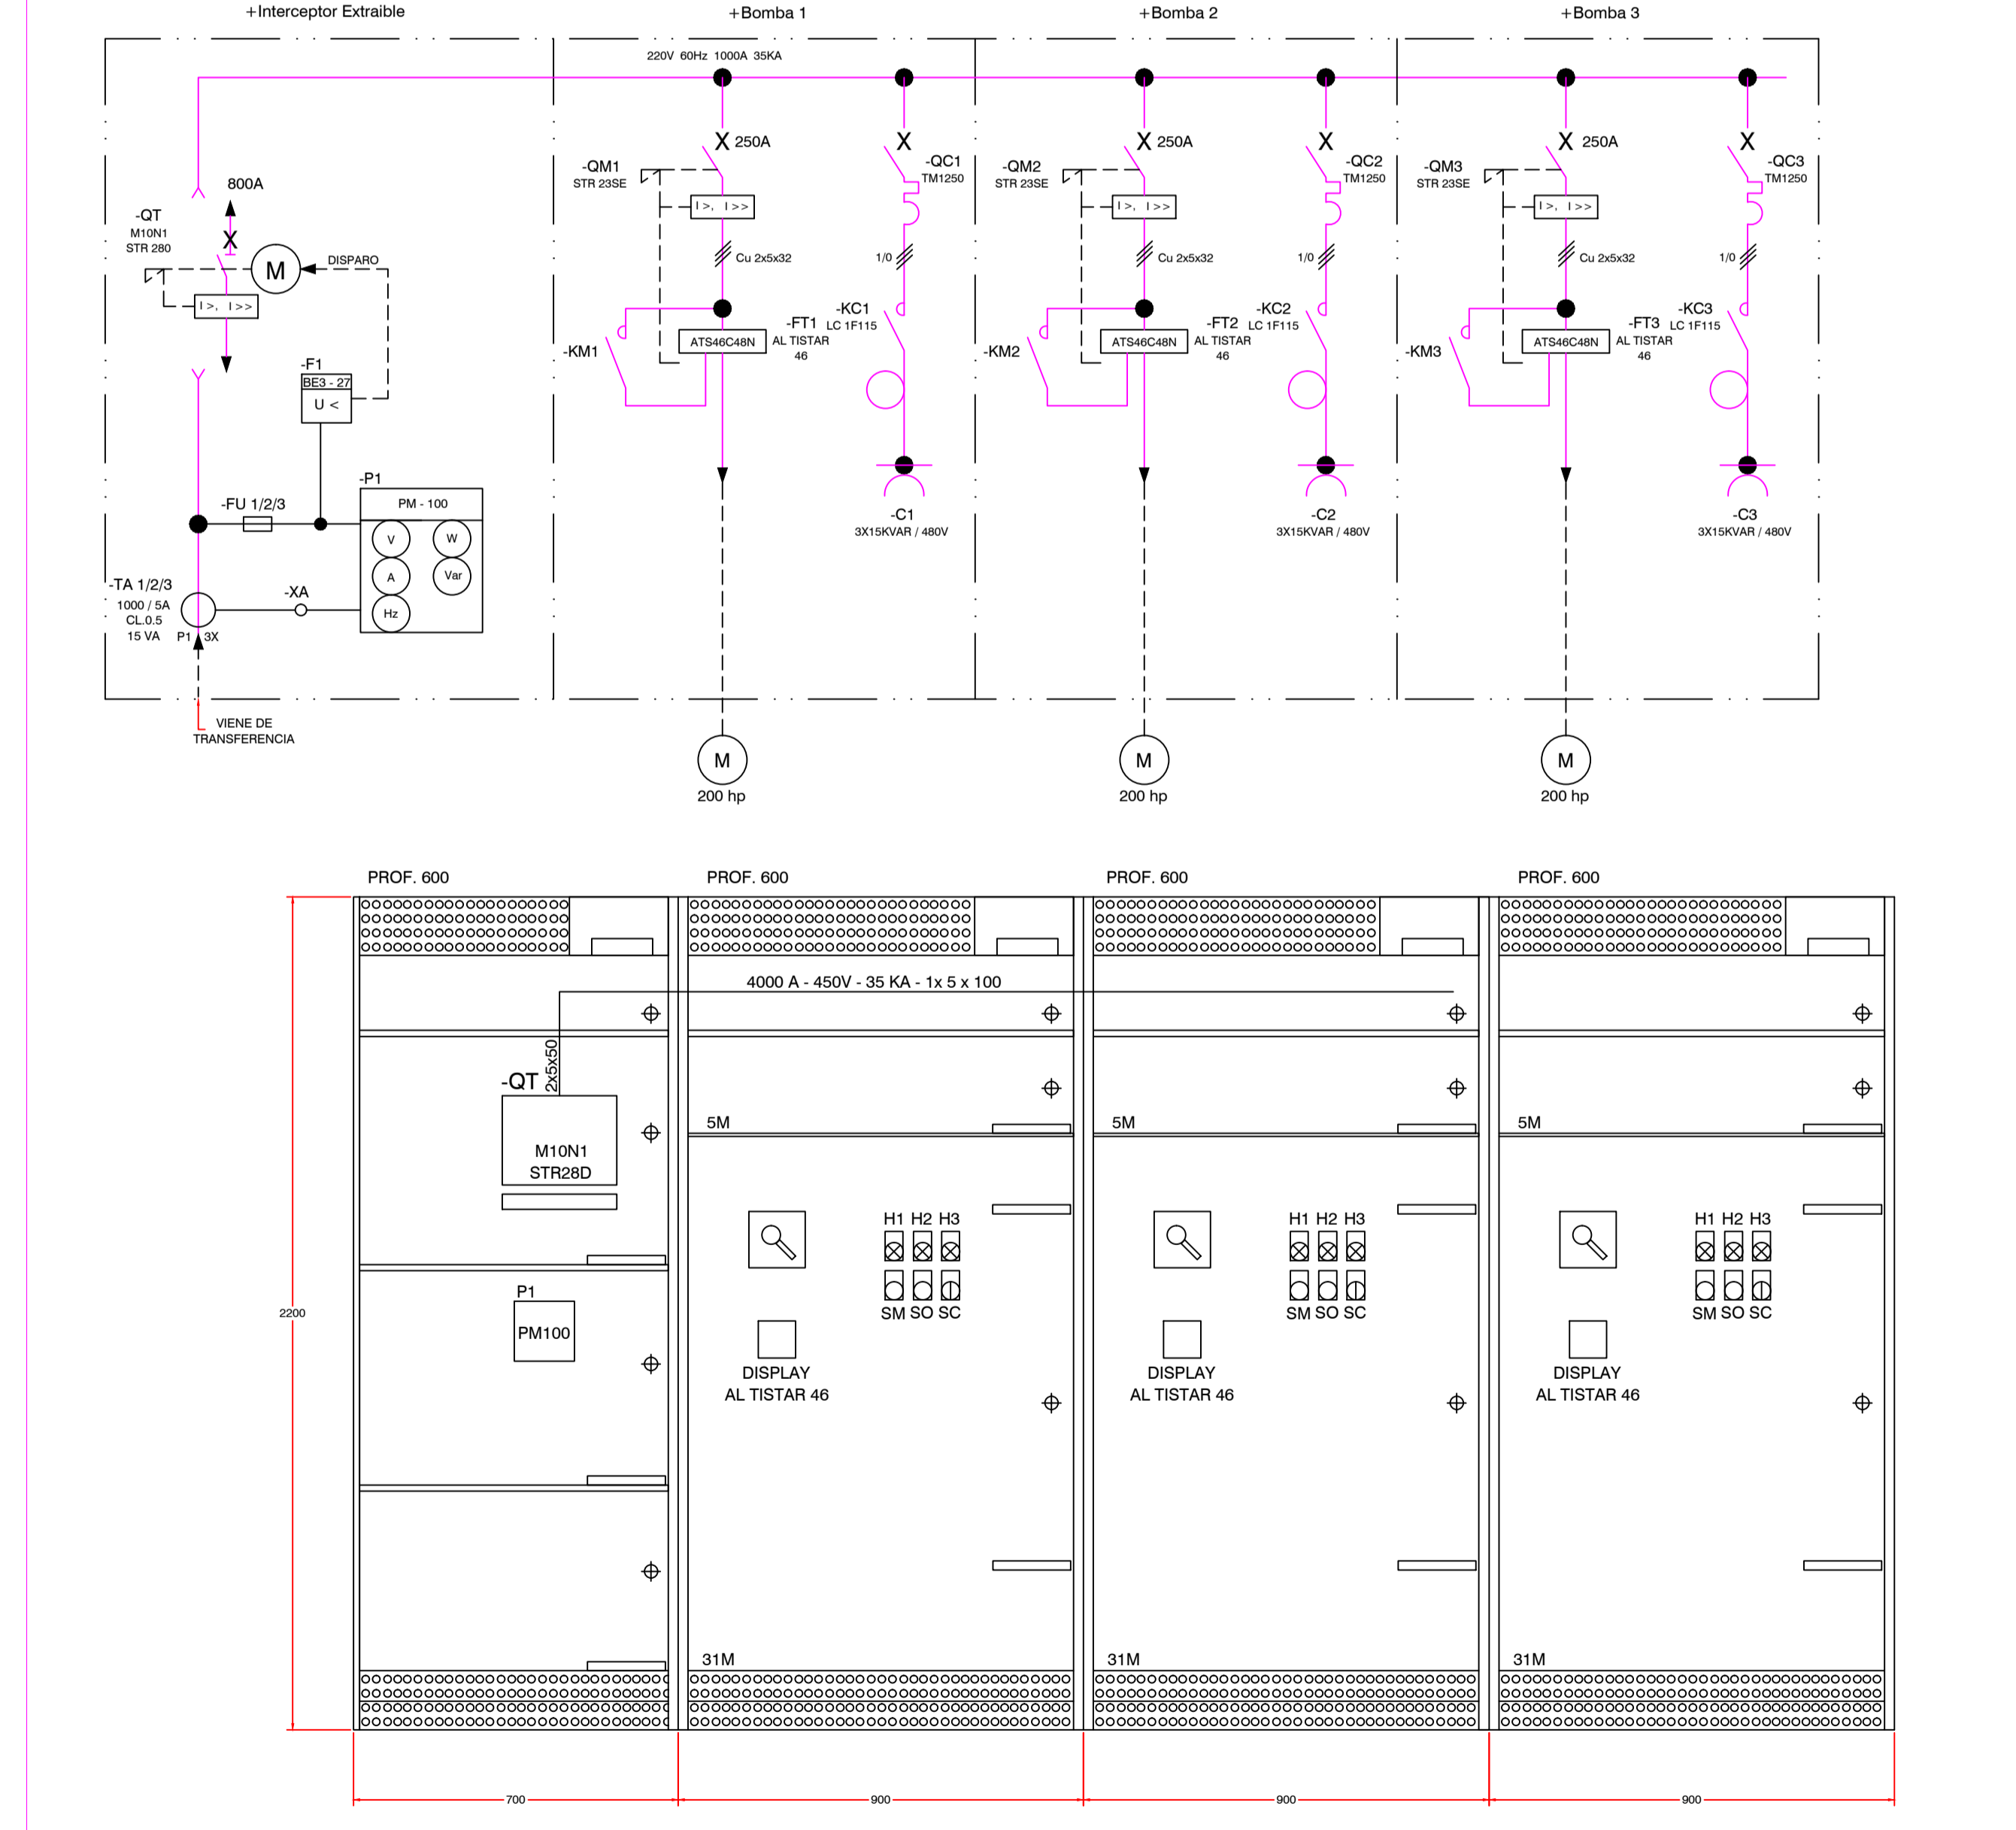 +Interceptor Extraible
+Bomba 1
+Bomba 2
+Bomba 3
220V 60Hz 1000A 35KA
800A
-QT
M10N1
STR 280
M
DISPARO
I >, I >>
-F1
BE3 - 27
U <
-FU 1/2/3
-P1
PM - 100
V
W
A
Var
Hz
-TA 1/2/3
1000 / 5A
CL.0.5
15 VA
P1
3X
-XA
VIENE DE
TRANSFERENCIA
250A
-QM1
STR 23SE
I >, I >>
Cu 2x5x32
-QC1
TM1250
1/0
-KM1
ATS46C48N
-FT1
AL TISTAR
46
-KC1
LC 1F115
-C1
3X15KVAR / 480V
M
200 hp
250A
-QM2
STR 23SE
I >, I >>
Cu 2x5x32
-QC2
TM1250
1/0
-KM2
ATS46C48N
-FT2
AL TISTAR
46
-KC2
LC 1F115
-C2
3X15KVAR / 480V
M
200 hp
250A
-QM3
STR 23SE
I >, I >>
Cu 2x5x32
-QC3
TM1250
1/0
-KM3
ATS46C48N
-FT3
AL TISTAR
46
-KC3
LC 1F115
-C3
3X15KVAR / 480V
M
200 hp
PROF. 600
PROF. 600
PROF. 600
PROF. 600
4000 A - 450V - 35 KA - 1x 5 x 100
2x5x50
-QT
M10N1
STR28D
P1
PM100
2200
5M
H1 H2 H3
SM SO SC
DISPLAY
AL TISTAR 46
31M
5M
H1 H2 H3
SM SO SC
DISPLAY
AL TISTAR 46
31M
5M
H1 H2 H3
SM SO SC
DISPLAY
AL TISTAR 46
31M
700
900
900
900